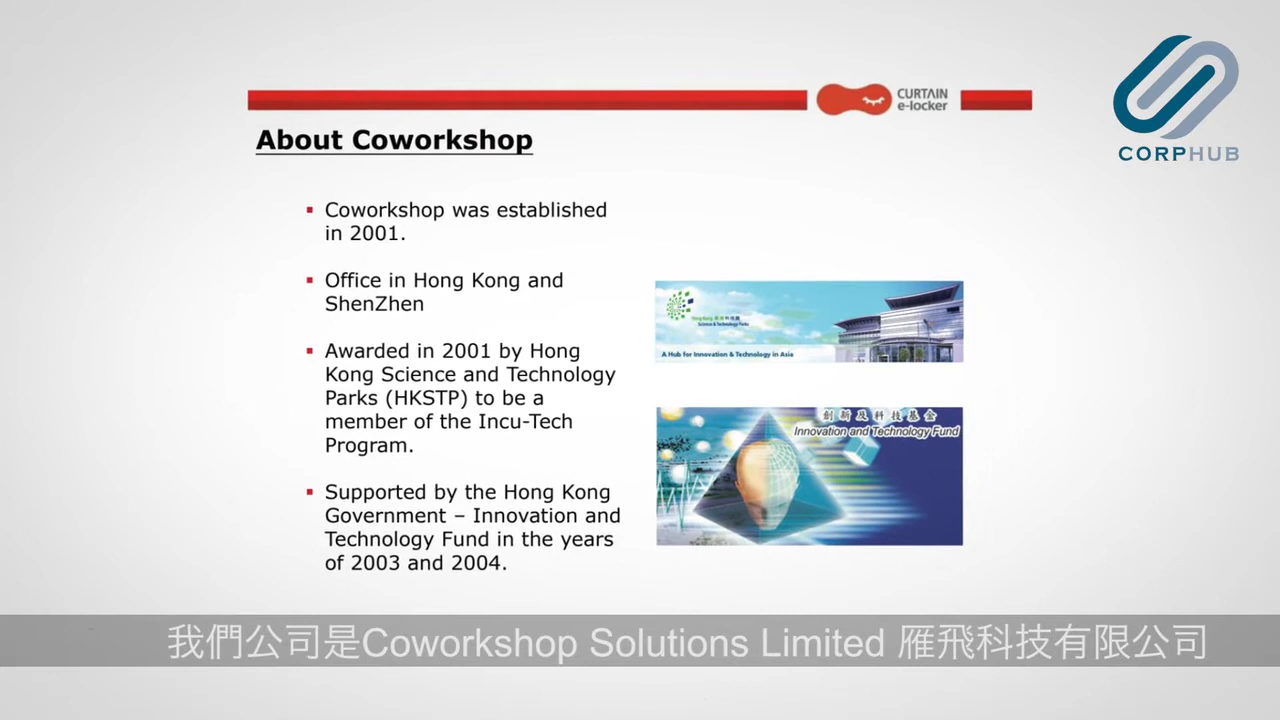 CURTAIN
e-locker
CORPHUB
About Coworkshop
▪ Coworkshop was established
in 2001.
▪ Office in Hong Kong and
ShenZhen
▪ Awarded in 2001 by Hong
Kong Science and Technology
Parks (HKSTP) to be a
member of the Incu-Tech
Program.
▪ Supported by the Hong Kong
Government – Innovation and
Technology Fund in the years
of 2003 and 2004.
Hong Kong 香港科技園
Science & Technology Parks
A Hub for Innovation & Technology in Asia
創新及科技基金
Innovation and Technology Fund
我們公司是Coworkshop Solutions Limited 雁飛科技有限公司